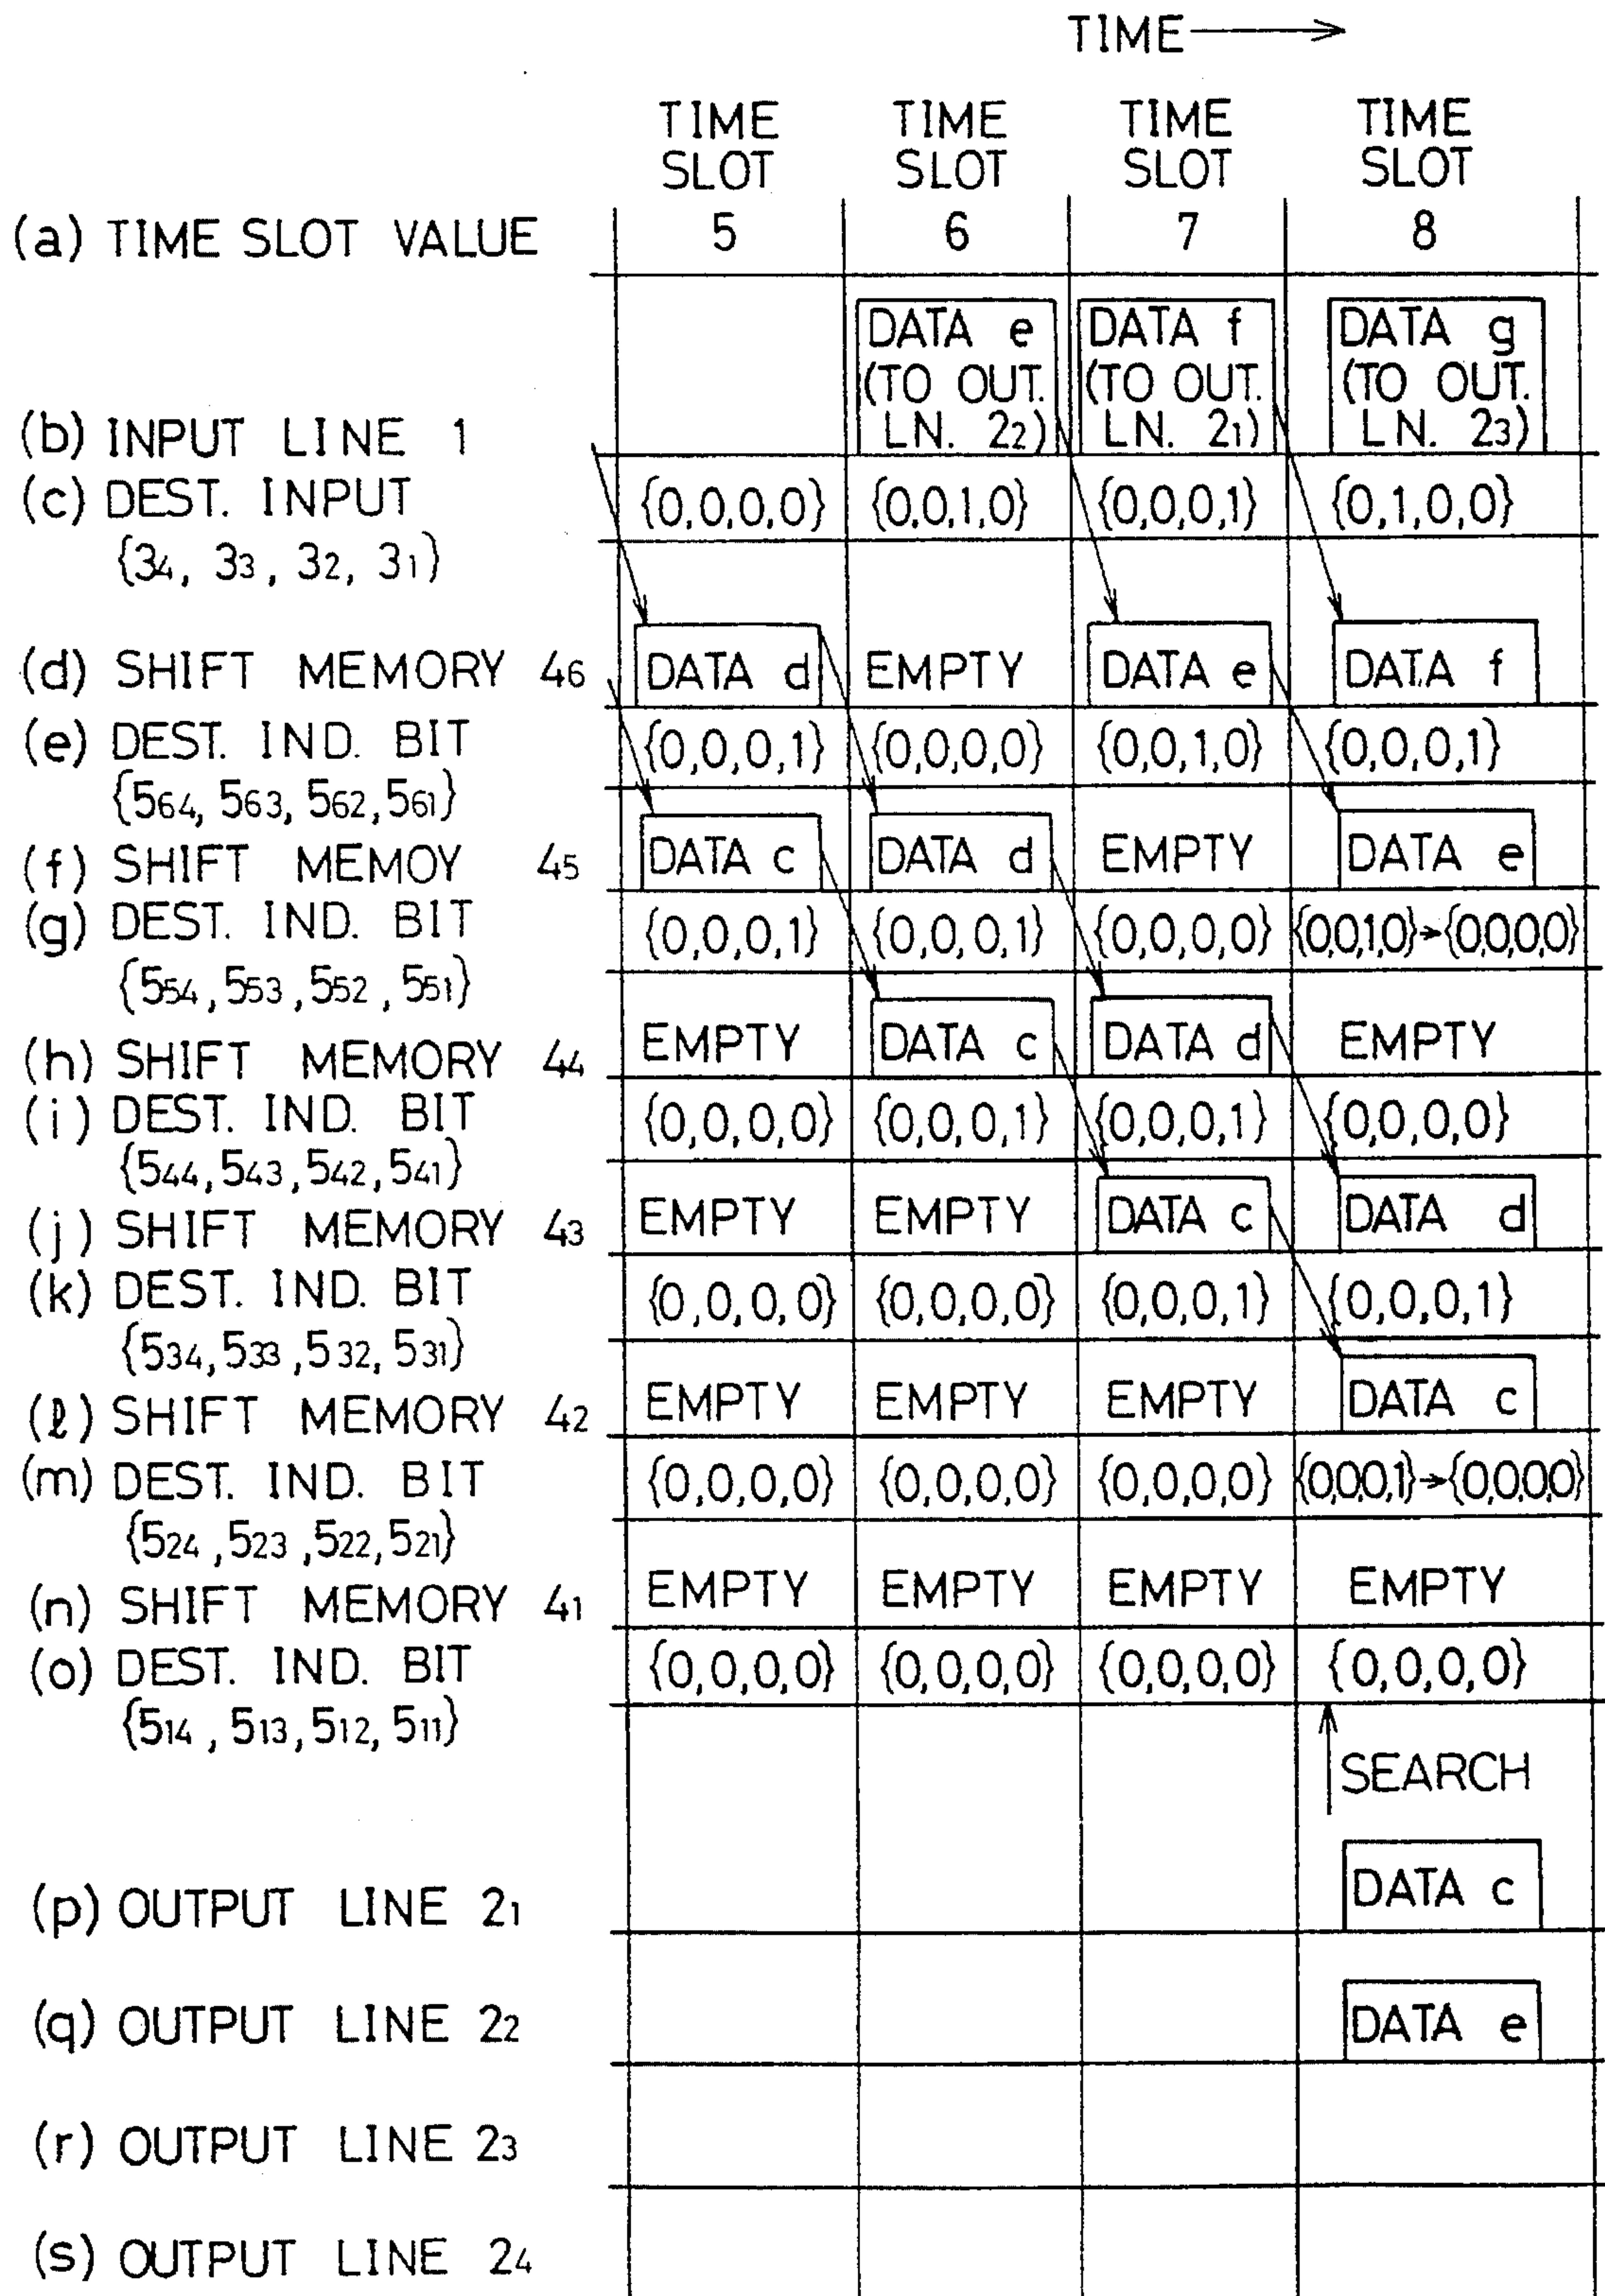 TIME
TIME SLOT TIME SLOT TIME SLOT TIME SLOT
(a) TIME SLOT VALUE 5 6 7 8
DATA e (TO OUT. LN. 22) DATA f (TO OUT. LN. 21) DATA g (TO OUT. LN. 23)
(b) INPUT LINE 1
(c) DEST. INPUT {0,0,0,0} {0,0,1,0} {0,0,0,1} {0,1,0,0}
{34, 33, 32, 31}
(d) SHIFT MEMORY 46 DATA d EMPTY DATA e DATA f
(e) DEST. IND. BIT {0,0,0,1} {0,0,0,0} {0,0,1,0} {0,0,0,1}
{564, 563, 562, 561}
(f) SHIFT MEMOY 45 DATA c DATA d EMPTY DATA e
(g) DEST. IND. BIT {0,0,0,1} {0,0,0,1} {0,0,0,0} {0,0,1,0}→{0,0,0,0}
{554, 553, 552, 551}
(h) SHIFT MEMORY 44 EMPTY DATA c DATA d EMPTY
(i) DEST. IND. BIT {0,0,0,0} {0,0,0,1} {0,0,0,1} {0,0,0,0}
{544, 543, 542, 541}
(j) SHIFT MEMORY 43 EMPTY EMPTY DATA c DATA d
(k) DEST. IND. BIT {0,0,0,0} {0,0,0,0} {0,0,0,1} {0,0,0,1}
{534, 533, 532, 531}
(ℓ) SHIFT MEMORY 42 EMPTY EMPTY EMPTY DATA c
(m) DEST. IND. BIT {0,0,0,0} {0,0,0,0} {0,0,0,0} {0,0,0,1}→{0,0,0,0}
{524, 523, 522, 521}
(n) SHIFT MEMORY 41 EMPTY EMPTY EMPTY EMPTY
(o) DEST. IND. BIT {0,0,0,0} {0,0,0,0} {0,0,0,0} {0,0,0,0}
{514, 513, 512, 511}
SEARCH
(p) OUTPUT LINE 21 DATA c
(q) OUTPUT LINE 22 DATA e
(r) OUTPUT LINE 23
(s) OUTPUT LINE 24